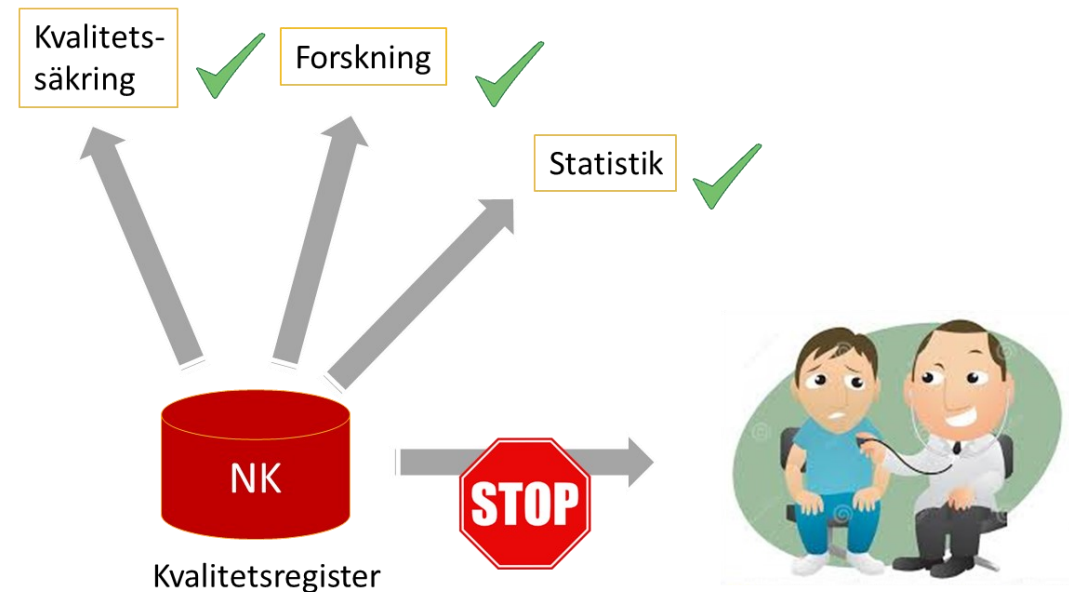 Kvalitets-
säkring
Forskning
Statistik
NK
STOP
Kvalitetsregister